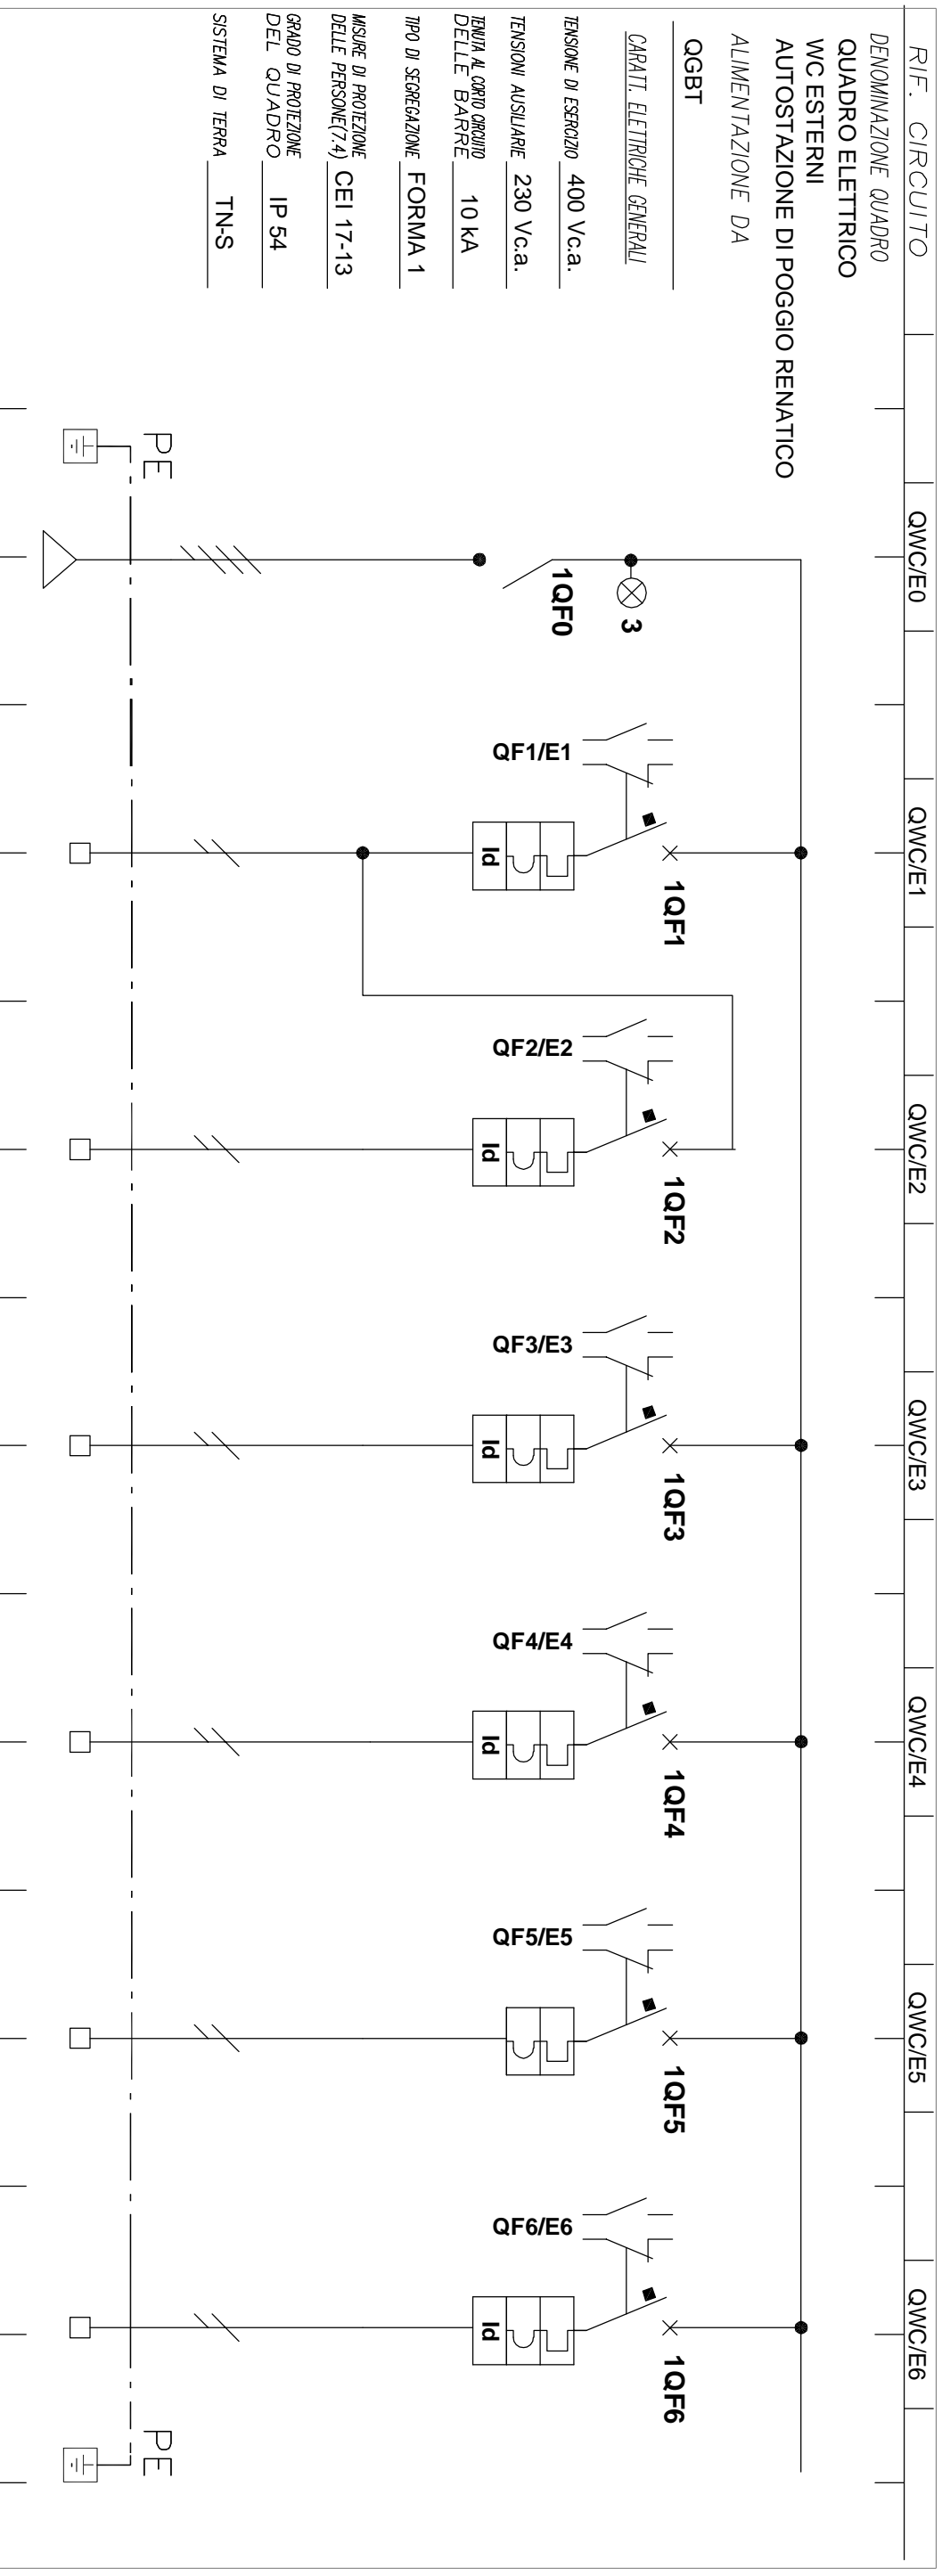 RIF. CIRCUITO
QWC/E0
QWC/E1
QWC/E2
QWC/E3
QWC/E4
QWC/E5
QWC/E6
DENOMINAZIONE QUADRO
QUADRO ELETTRICO
WC ESTERNI
AUTOSTAZIONE DI POGGIO RENATICO
ALIMENTAZIONE DA
QGBT
CARATT. ELETTRICHE GENERALI
TENSIONE DI ESERCIZIO 400 Vc.a.
TENSIONI AUSILIARIE 230 Vc.a.
TENUTA AL CORTO CIRCUITO
DELLE BARRE 10 kA
TIPO DI SEGREGAZIONE FORMA 1
MISURE DI PROTEZIONE
DELLE PERSONE(7.4) CEI 17-13
GRADO DI PROTEZIONE
DEL QUADRO IP 54
SISTEMA DI TERRA TN-S
3
1QF0
1QF1
QF1/E1
Id
1QF2
QF2/E2
Id
1QF3
QF3/E3
Id
1QF4
QF4/E4
Id
1QF5
QF5/E5
1QF6
QF6/E6
Id
PE
PE